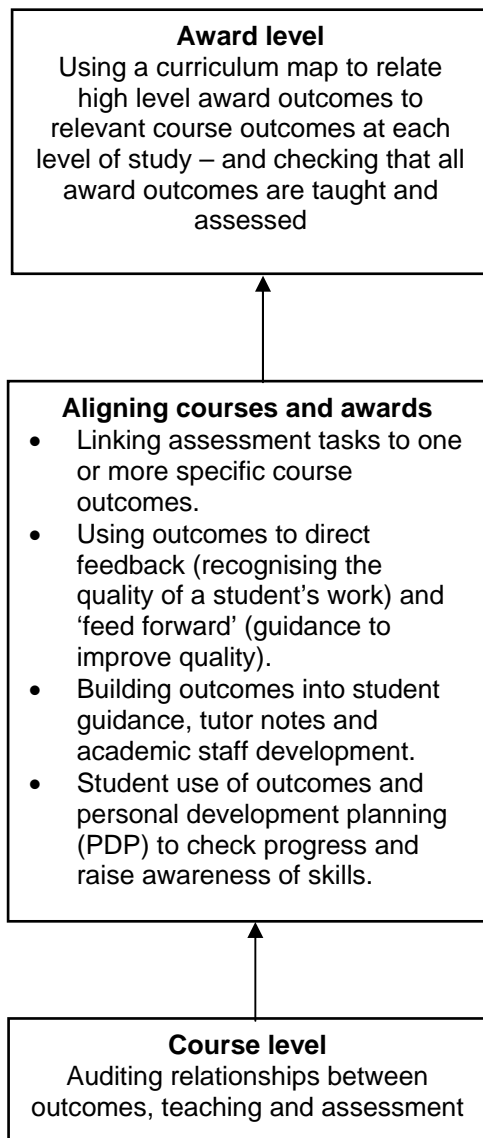 Award level
Using a curriculum map to relate
high level award outcomes to
relevant course outcomes at each
level of study – and checking that all
award outcomes are taught and
assessed
Aligning courses and awards
• Linking assessment tasks to one
or more specific course
outcomes.
• Using outcomes to direct
feedback (recognising the
quality of a student’s work) and
‘feed forward’ (guidance to
improve quality).
• Building outcomes into student
guidance, tutor notes and
academic staff development.
• Student use of outcomes and
personal development planning
(PDP) to check progress and
raise awareness of skills.
Course level
Auditing relationships between
outcomes, teaching and assessment